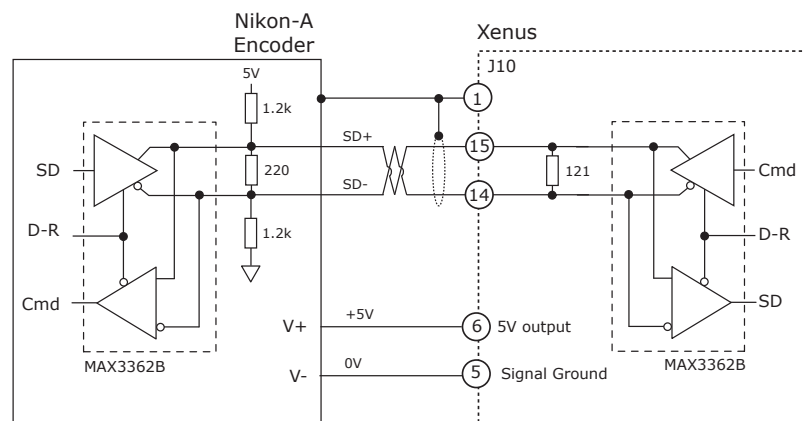 Nikon-A
Encoder
Xenus
J10
5V
1.2k
1
SD+
15
SD
220
121
Cmd
SD-
14
D-R
1.2k
D-R
Cmd
SD
V+
+5V
6
5V output
MAX3362B
MAX3362B
V-
0V
5
Signal Ground